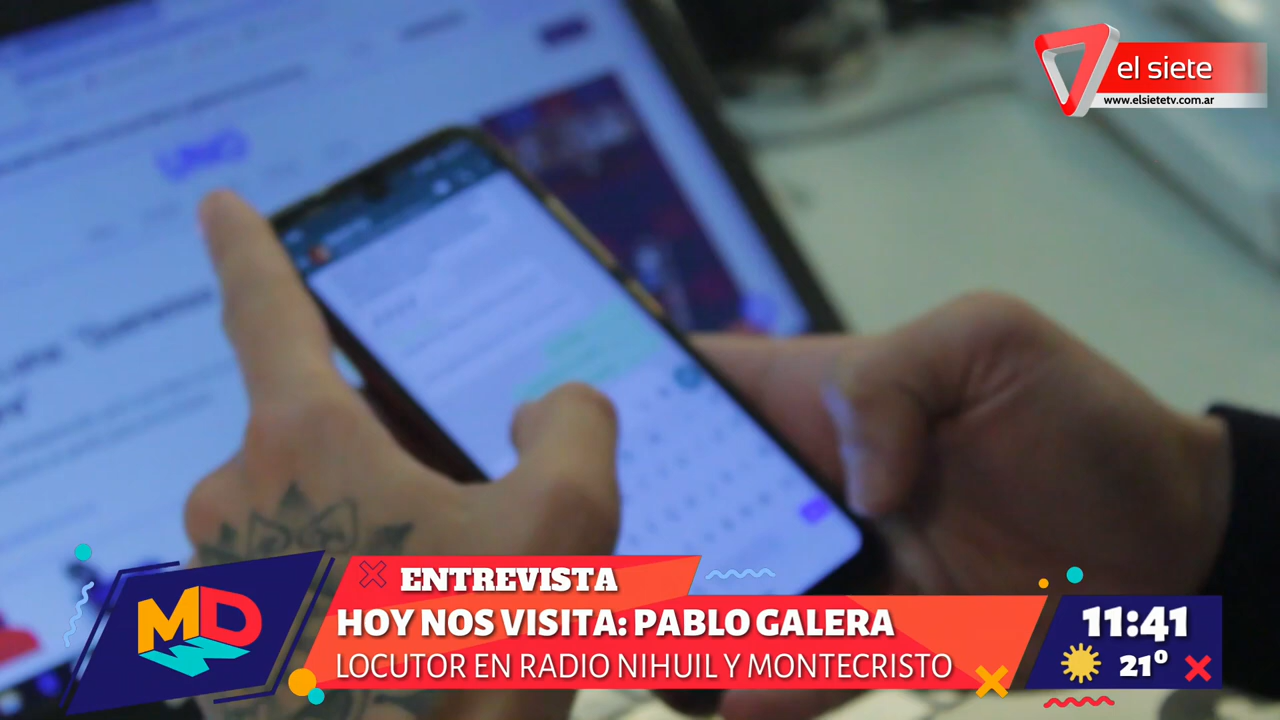 el siete
www.elsietetv.com.ar
UNO
ENTREVISTA
HOY NOS VISITA: PABLO GALERA
LOCUTOR EN RADIO NIHUIL Y MONTECRISTO
MD
11:41
21º